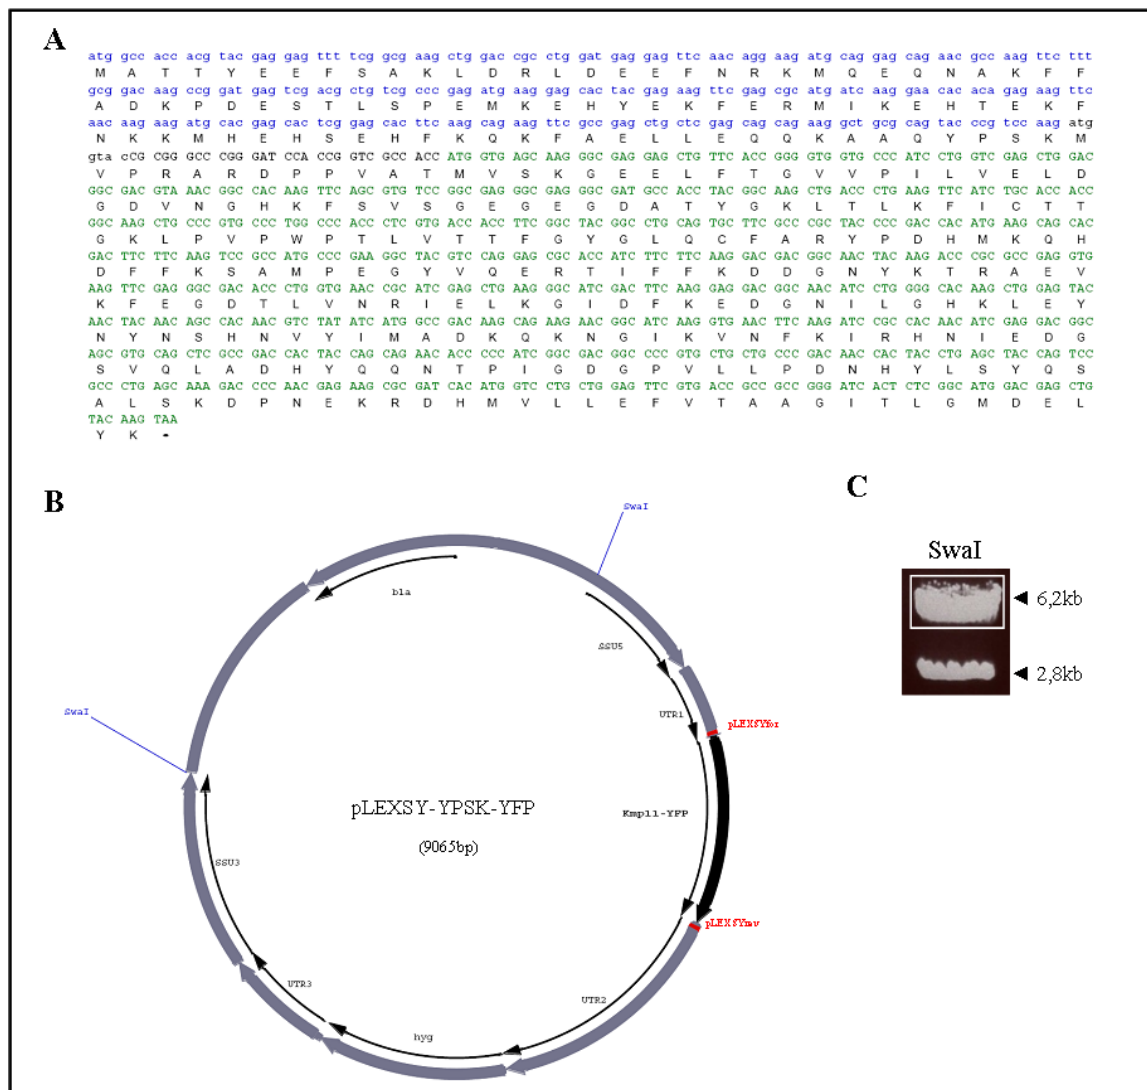 A
atg gcc acc acg tac gag gag ttt tcg gcg aag ctg gac cgc ctg gat gag gag ttc aac agg aag atg cag gag cag aac gcc aag ttc ttt
M A T T Y E E F S A K L D R L D E E F N R K M Q E Q N A K F F
gcg gac aag ccg gat gag tcg acg ctg tcg ccc gag atg aag gag cac tac gag aag ttc gag cgc atg atc aag gaa cac aca gag aag ttc
A D K P D E S T L S P E M K E H Y E K F E R M I K E H T E K F
aac aag aag atg cac gag cac tcg gag cac ttc aag cag aag ttc gcc gag ctg ctc gag cag cag aag gct gcg cag tac ccg tcc aag atg
N K K M H E H S E H F K Q K F A E L L E Q Q K A A Q Y P S K M
gta ccG CGG GCC CGG GAT CCA CCG GTC GCC ACC ATG GTG AGC AAG GGC GAG GAG CTG TTC ACC GGG GTG GTG CCC ATC CTG GTC GAG CTG GAC
V P R A R D P P V A T M V S K G E E L F T G V V P I L V E L D
GGC GAC GTA AAC GGC CAC AAG TTC AGC GTG TCC GGC GAG GGC GAG GGC GAT GCC ACC TAC GGC AAG CTG ACC CTG AAG TTC ATC TGC ACC ACC
G D V N G H K F S V S G E G E G D A T Y G K L T L K F I C T T
GGC AAG CTG CCC GTG CCC TGG CCC ACC CTC GTG ACC ACC TTC GGC TAC GGC CTG CAG TGC TTC GCC CGC TAC CCC GAC CAC ATG AAG CAG CAC
G K L P V P W P T L V T T F G Y G L Q C F A R Y P D H M K Q H
GAC TTC TTC AAG TCC GCC ATG CCC GAA GGC TAC GTC CAG GAG CGC ACC ATC TTC TTC AAG GAC GAC GGC AAC TAC AAG ACC CGC GCC GAG GTG
D F F K S A M P E G Y V Q E R T I F F K D D G N Y K T R A E V
AAG TTC GAG GGC GAC ACC CTG GTG AAC CGC ATC GAG CTG AAG GGC ATC GAC TTC AAG GAG GAC GGC AAC ATC CTG GGG CAC AAG CTG GAG TAC
K F E G D T L V N R I E L K G I D F K E D G N I L G H K L E Y
AAC TAC AAC AGC CAC AAC GTC TAT ATC ATG GCC GAC AAG CAG AAG AAC GGC ATC AAG GTG AAC TTC AAG ATC CGC CAC AAC ATC GAG GAC GGC
N Y N S H N V Y I M A D K Q K N G I K V N F K I R H N I E D G
AGC GTG CAG CTC GCC GAC CAC TAC CAG CAG AAC ACC CCC ATC GGC GAC GGC CCC GTG CTG CTG CCC GAC AAC CAC TAC CTG AGC TAC CAG TCC
S V Q L A D H Y Q Q N T P I G D G P V L L P D N H Y L S Y Q S
GCC CTG AGC AAA GAC CCC AAC GAG AAG CGC GAT CAC ATG GTC CTG CTG GAG TTC GTG ACC GCC GCC GGG ATC ACT CTC GGC ATG GAC GAG CTG
A L S K D P N E K R D H M V L L E F V T A A G I T L G M D E L
TAC AAG TAA
Y K -
B
C
SwaI
SwaI
6,2kb
2,8kb
bla
SSU5
UTR1
pLEXSYfor
SwaI
pLEXSY-YPSK-YFP
(9065bp)
Kmp11-YFP
SSU3
pLEXSYrev
UTR3
UTR2
hyg